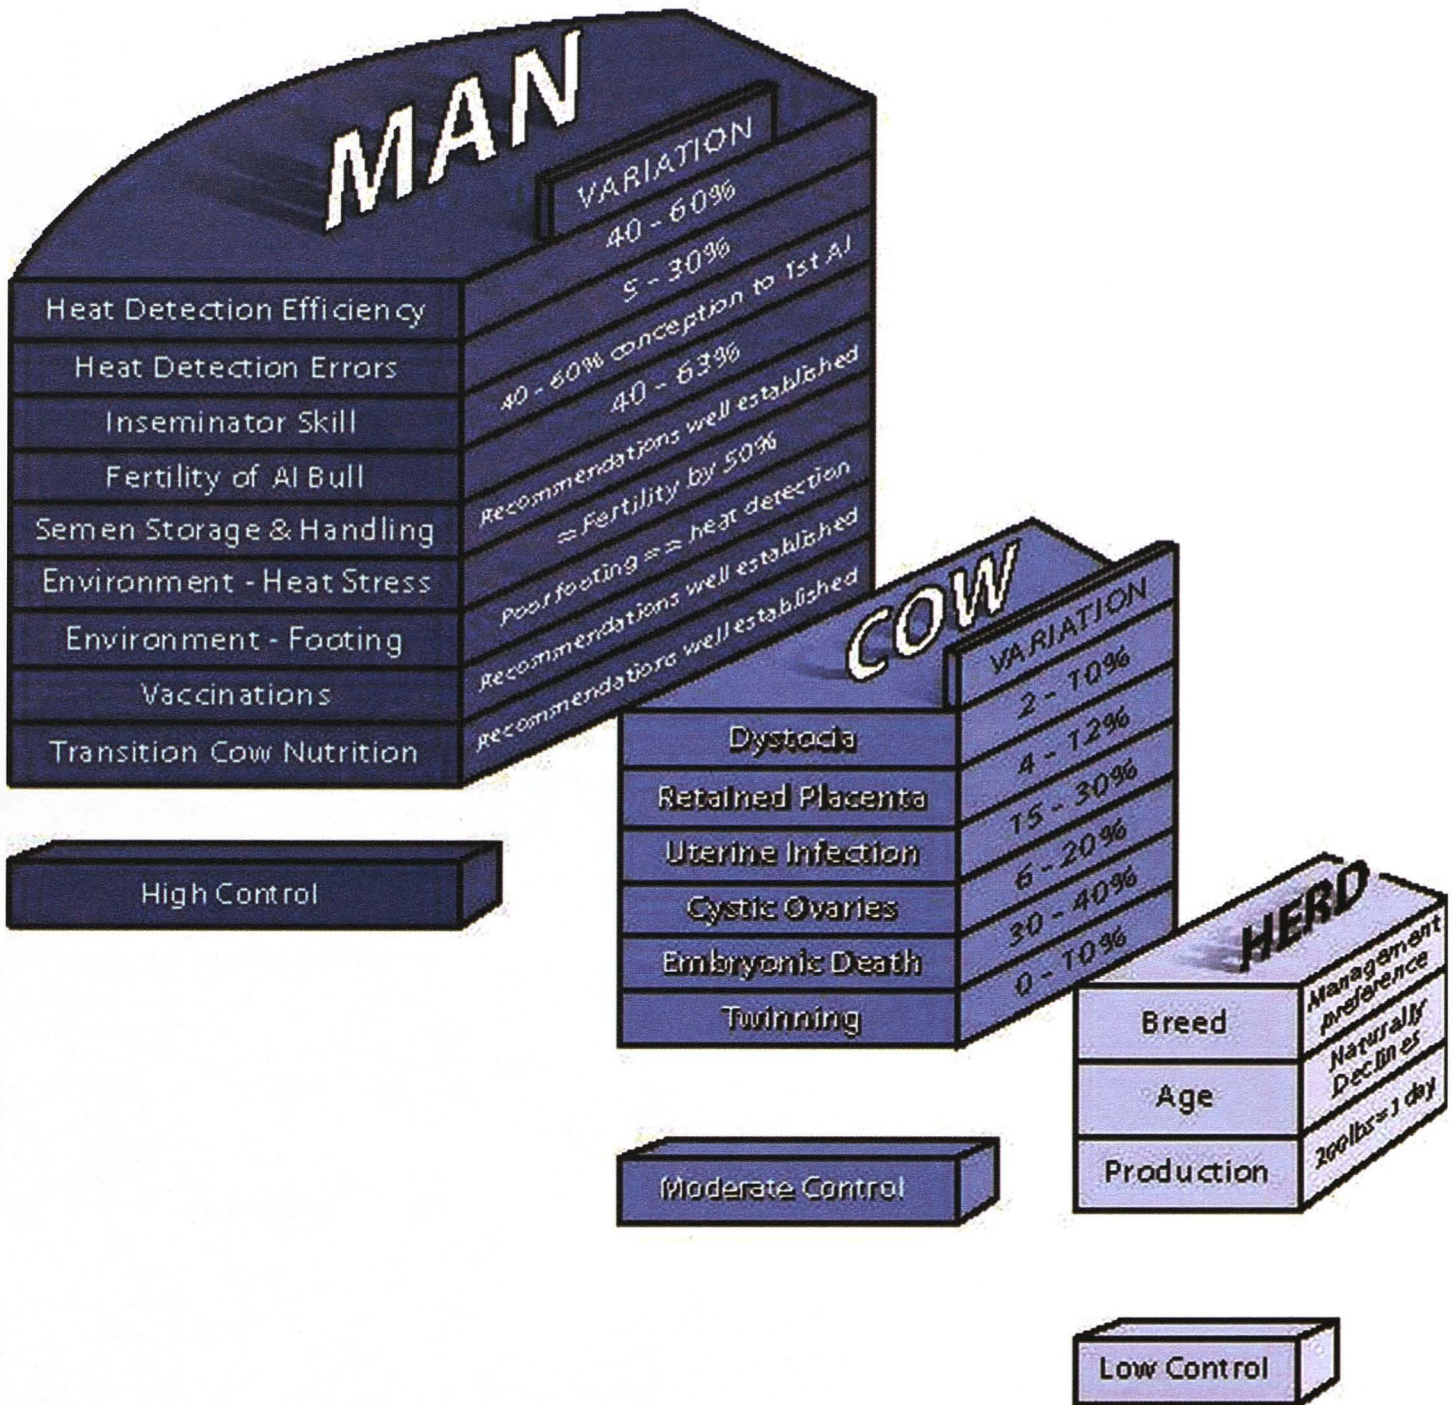 MAN
VARIATION
Heat Detection Efficiency
40 - 60%
Heat Detection Errors
5 - 30%
Inseminator Skill
40 - 60% conception to 1st AI
Fertility of AI Bull
40 - 63%
Semen Storage & Handling
Recommendations well established
Environment - Heat Stress
= Fertility by 50%
Environment - Footing
Poor footing = = heat detection
Vaccinations
Recommendations well established
Transition Cow Nutrition
Recommendations well established
High Control
COW
VARIATION
Dystocia
2 - 10%
Retained Placenta
4 - 12%
Uterine Infection
15 - 30%
Cystic Ovaries
6 - 20%
Embryonic Death
30 - 40%
Twinning
0 - 10%
Moderate Control
HERD
Breed
Management
preference
Age
Naturally
Declines
Production
200lbs=1 day
Low Control